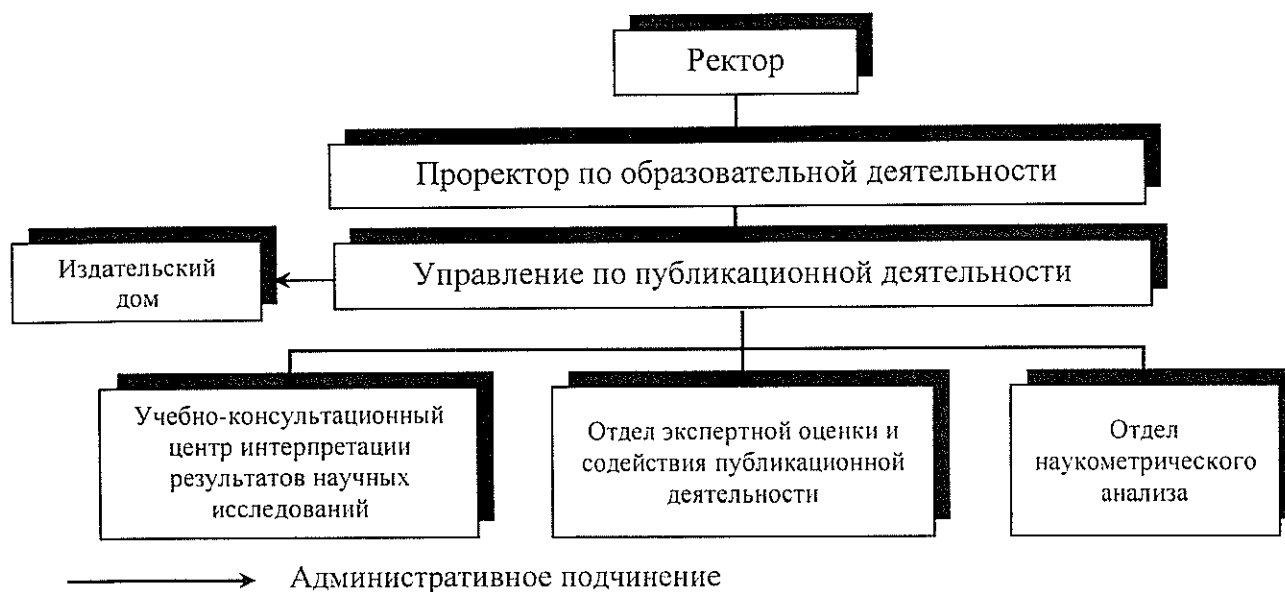 Ректор
Проректор по образовательной деятельности
Издательский
дом
Управление по публикационной деятельности
Учебно-консультационный
центр интерпретации
результатов научных
исследований
Отдел экспертной оценки и
содействия публикационной
деятельности
Отдел
наукометрического
анализа
Административное подчинение